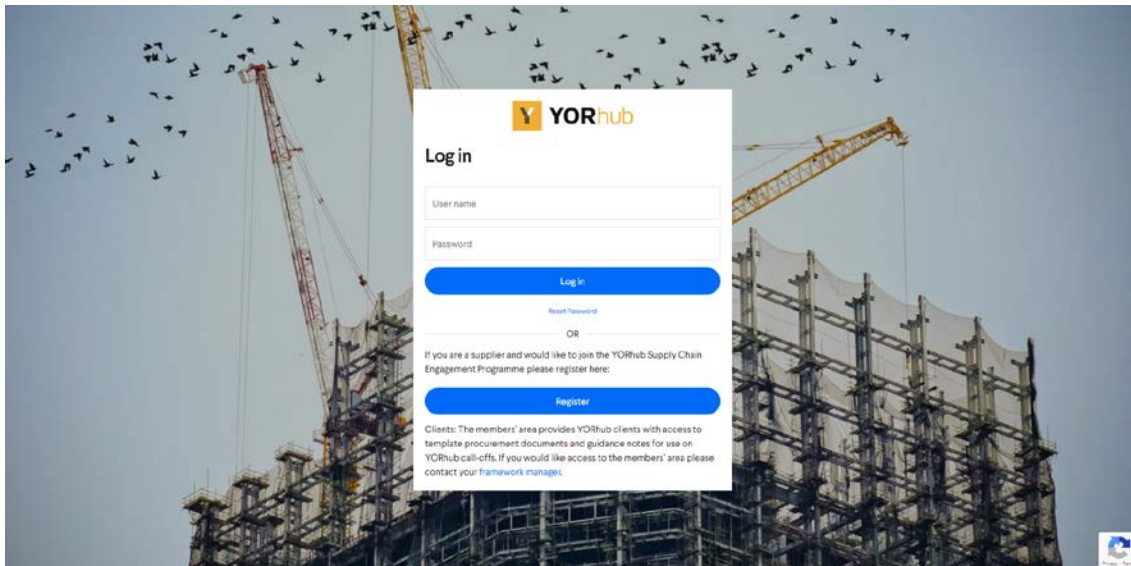 Y YORhub
Log in
User name
Password
Log in
Reset Password
OR
If you are a supplier and would like to join the YORhub Supply Chain
Engagement Programme please register here:
Register
Clients: The members' area provides YORhub clients with access to
template procurement documents and guidance notes for use on
YORhub call-offs. If you would like access to the members' area please
contact your framework manager.
Privacy